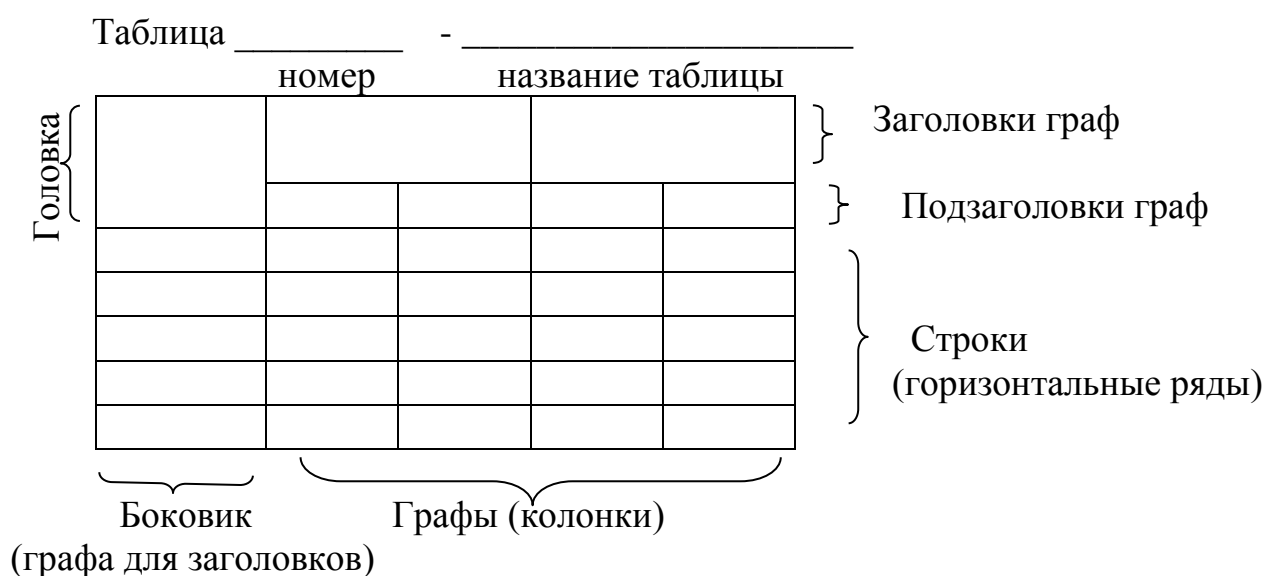 Таблица _________ - _____________________
номер название таблицы
Головка
Заголовки граф
Подзаголовки граф
Строки
(горизонтальные ряды)
Боковик
(графа для заголовков)
Графы (колонки)